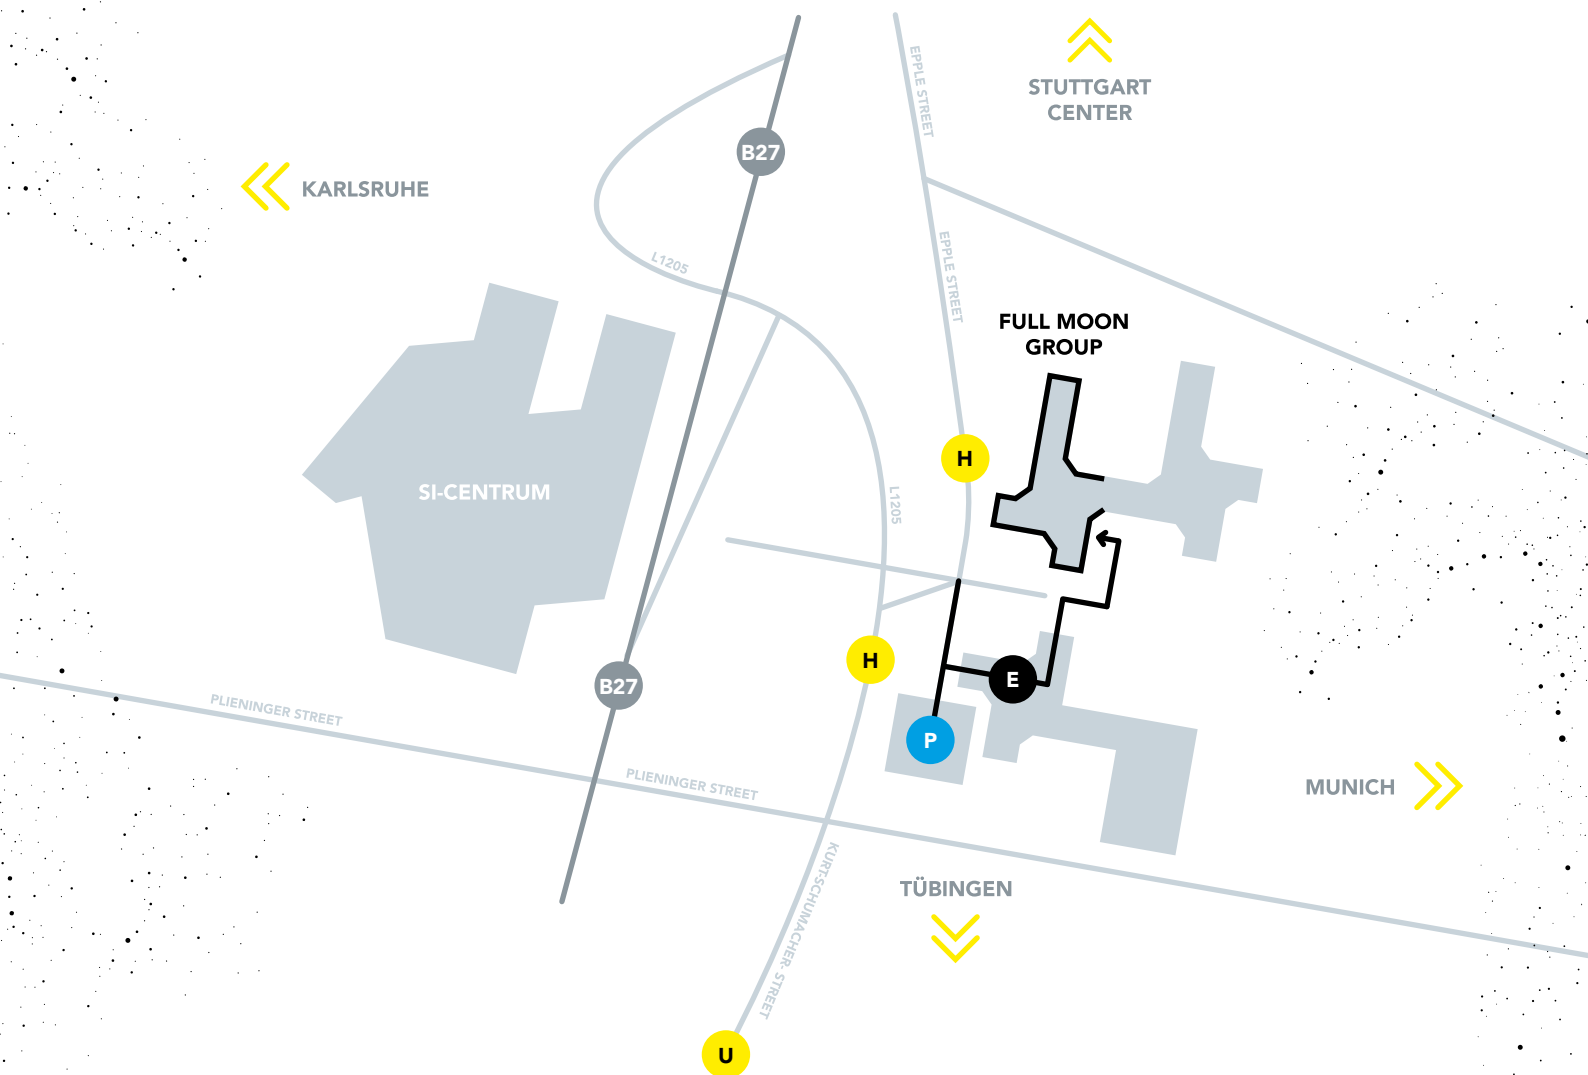 EPPLE STREET
STUTTGART
CENTER
B27
KARLSRUHE
L1205
EPPLE STREET
FULL MOON
GROUP
H
SI-CENTRUM
L1205
H
E
B27
PLIENINGER STREET
P
PLIENINGER STREET
MUNICH
KURT-SCHUMACHER- STREET
TÜBINGEN
U